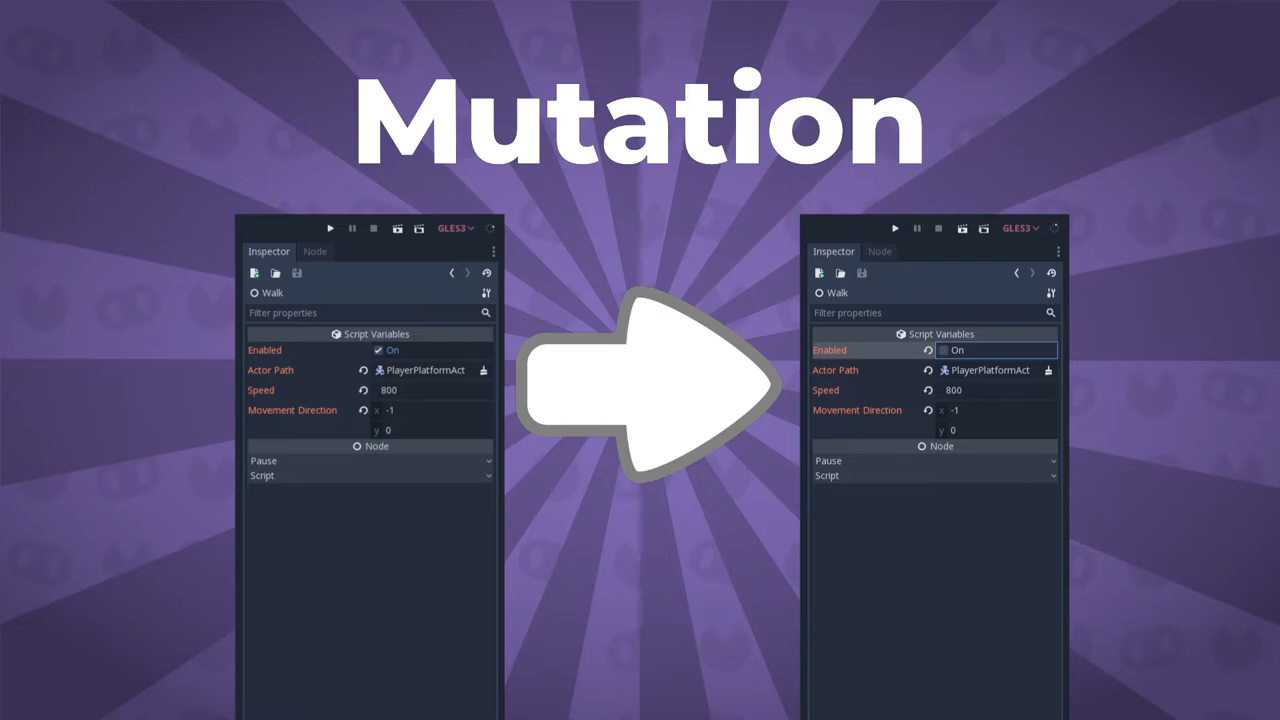 Mutation
GLES3
Inspector Node
Walk
Filter properties
Script Variables
Enabled On
Actor Path PlayerPlatformAct
Speed 800
Movement Direction x -1
y 0
Node
Pause
Script
GLES3
Inspector Node
Walk
Filter properties
Script Variables
Enabled On
Actor Path PlayerPlatformAct
Speed 800
Movement Direction x -1
y 0
Node
Pause
Script